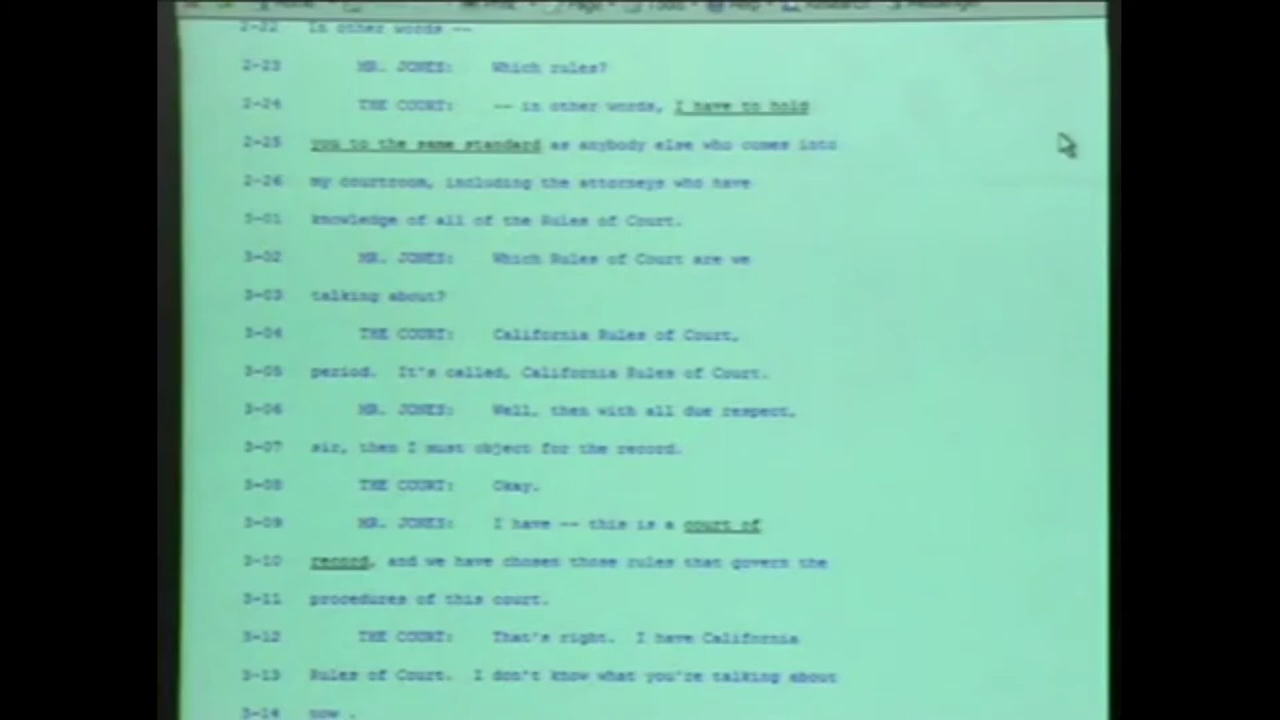 Print Page Tools Help Research Messenger
2-22 In other words --
2-23 MR. JONES: Which rules?
2-24 THE COURT: -- in other words, I have to hold
2-25 you to the same standard as anybody else who comes into
2-26 my courtroom, including the attorneys who have
3-01 knowledge of all of the Rules of Court.
3-02 MR. JONES: Which Rules of Court are we
3-03 talking about?
3-04 THE COURT: California Rules of Court,
3-05 period. It's called, California Rules of Court.
3-06 MR. JONES: Well, then with all due respect,
3-07 sir, then I must object for the record.
3-08 THE COURT: Okay.
3-09 MR. JONES: I have -- this is a court of
3-10 record, and we have chosen those rules that govern the
3-11 procedures of this court.
3-12 THE COURT: That's right. I have California
3-13 Rules of Court. I don't know what you're talking about
3-14 now .